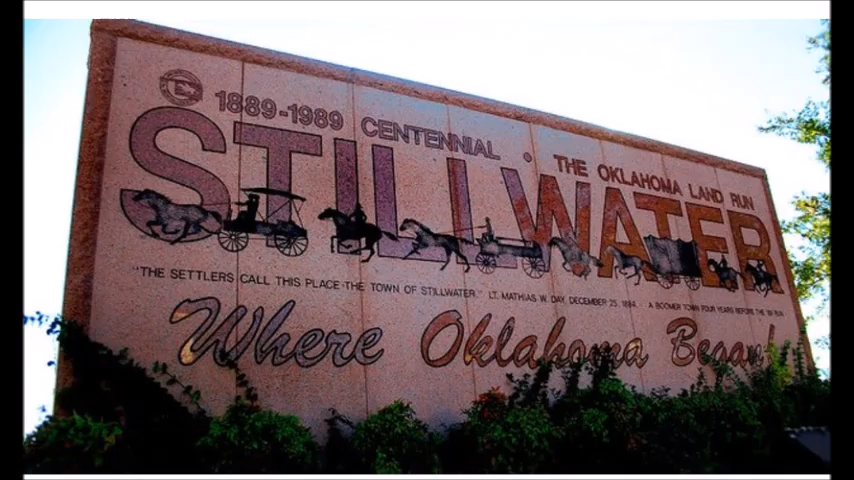 1889-1989 CENTENNIAL • THE OKLAHOMA LAND RUN
STILLWATER
"THE SETTLERS CALL THIS PLACE-THE TOWN OF STILLWATER." LT. MATHIAS W. DAY, DECEMBER 25, 1884. A BOOMER TOWN FOUR YEARS BEFORE THE '89 RUN
Where Oklahoma Began!